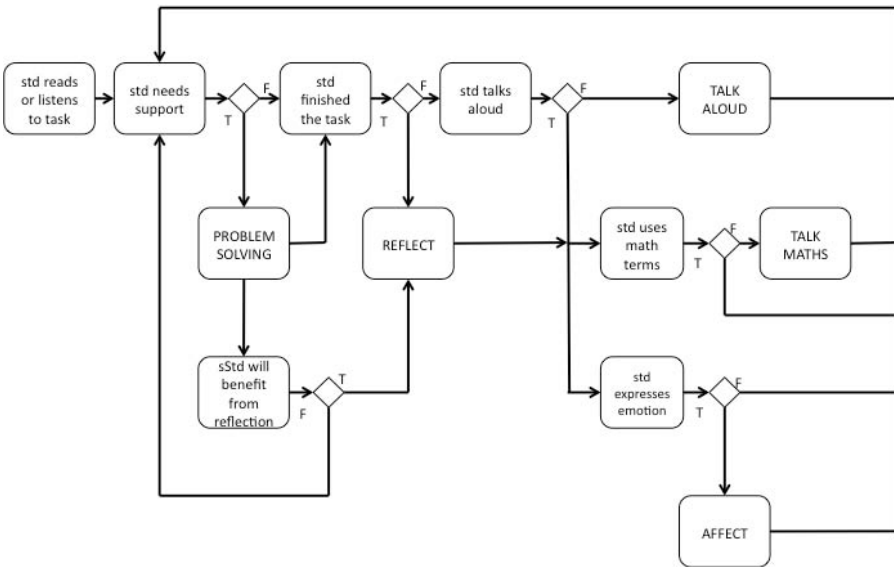 std reads
or listens
to task
std needs
support
F
T
std
finished
the task
F
T
std talks
aloud
F
T
TALK
ALOUD
PROBLEM
SOLVING
REFLECT
std uses
math
terms
F
T
TALK
MATHS
sStd will
benefit
from
reflection
T
F
std
expresses
emotion
F
T
AFFECT